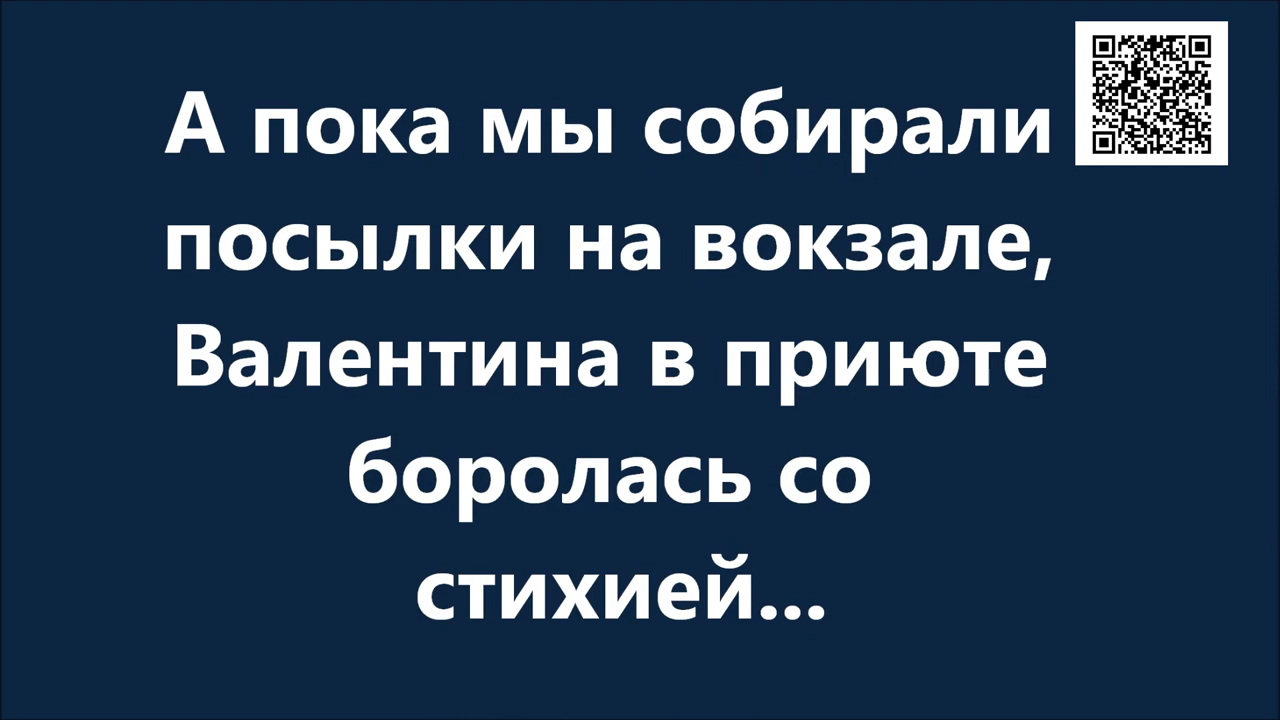 А пока мы собирали
посылки на вокзале,
Валентина в приюте
боролась со
стихией...